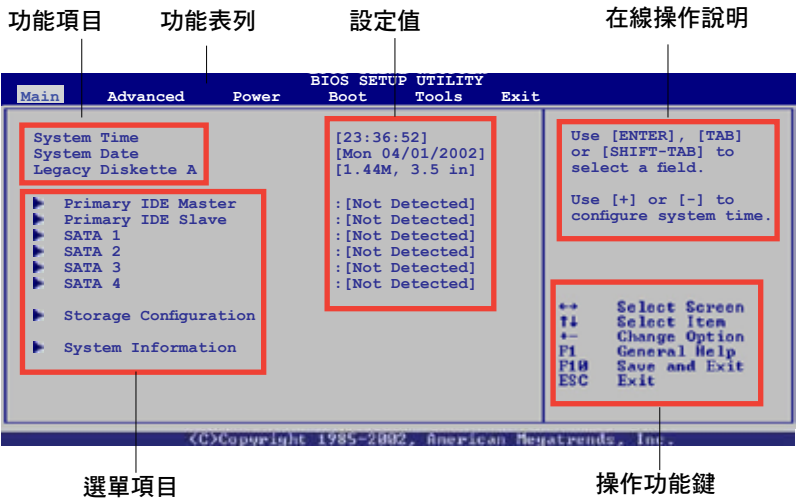 功能項目 功能表列 設定值 在線操作說明
BIOS SETUP UTILITY
Main Advanced Power Boot Tools Exit
System Time [23:36:52]
System Date [Mon 04/01/2002]
Legacy Diskette A [1.44M, 3.5 in]
Primary IDE Master :[Not Detected]
Primary IDE Slave :[Not Detected]
SATA 1 :[Not Detected]
SATA 2 :[Not Detected]
SATA 3 :[Not Detected]
SATA 4 :[Not Detected]
Storage Configuration
System Information
Use [ENTER], [TAB]
or [SHIFT-TAB] to
select a field.
Use [+] or [-] to
configure system time.
↔ Select Screen
↑↓ Select Item
+- Change Option
F1 General Help
F10 Save and Exit
ESC Exit
(C)Copyright 1985-2002, American Megatrends, Inc.
選單項目 操作功能鍵